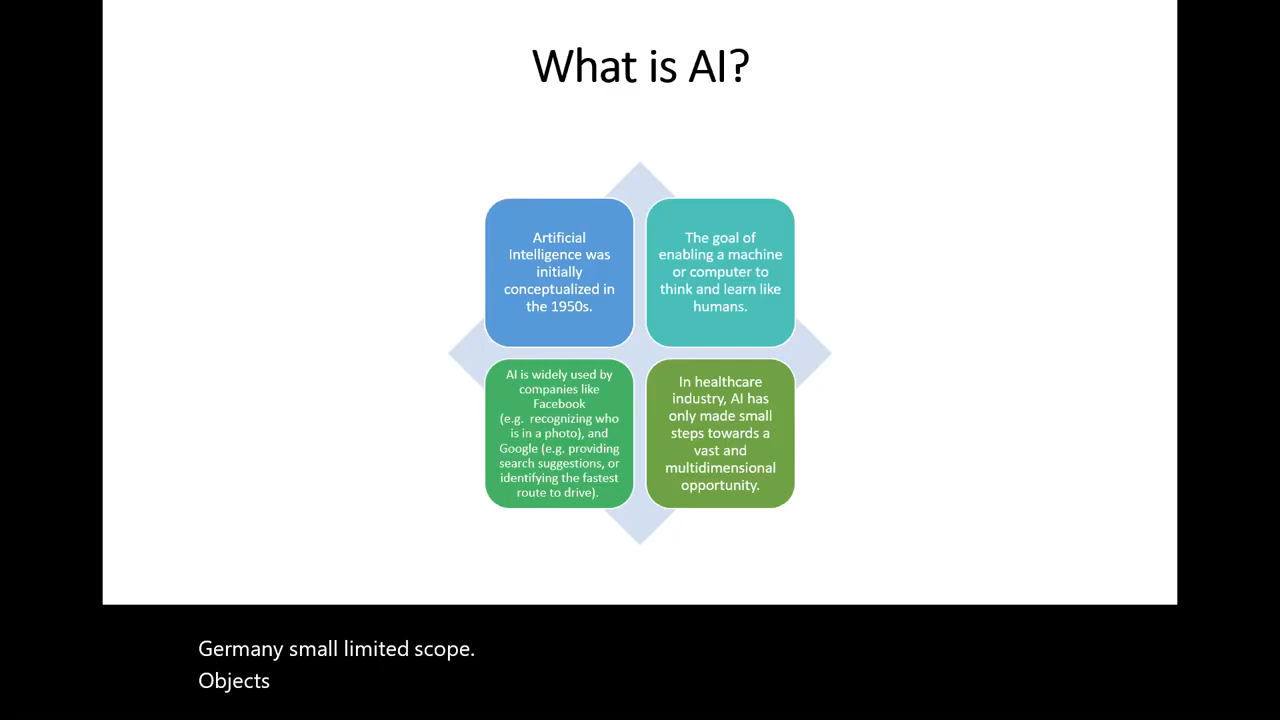 What is AI?
Artificial
Intelligence was
initially
conceptualized in
the 1950s.
The goal of
enabling a machine
or computer to
think and learn like
humans.
AI is widely used by
companies like
Facebook
(e.g. recognizing who
is in a photo), and
Google (e.g. providing
search suggestions, or
identifying the fastest
route to drive).
In healthcare
industry, AI has
only made small
steps towards a
vast and
multidimensional
opportunity.
Germany small limited scope.
Objects